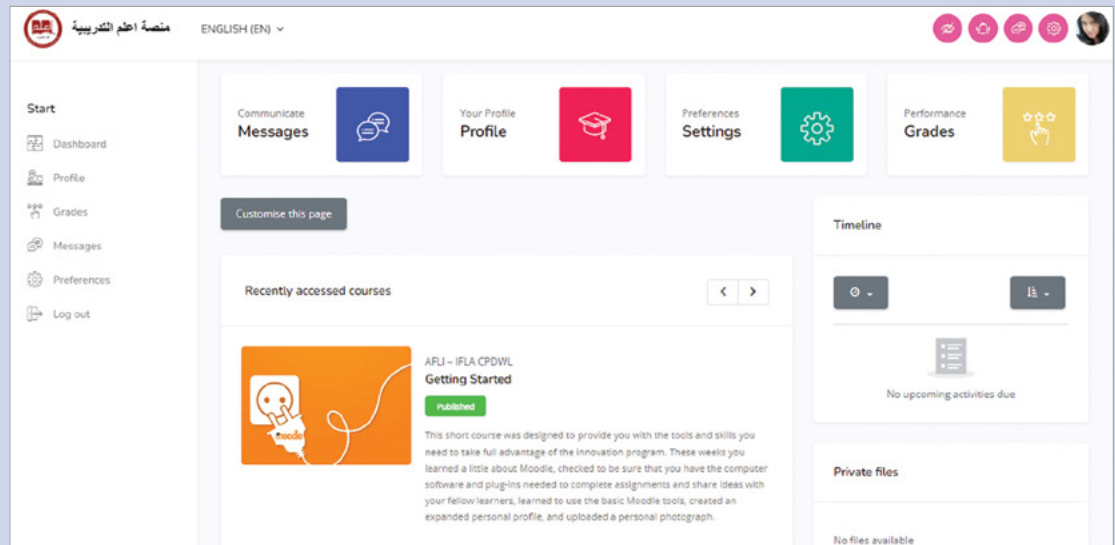 منصة اعلم التدريبية
ENGLISH (EN)
Start
Dashboard
Profile
Grades
Messages
Preferences
Log out
Communicate
Messages
Your Profile
Profile
Preferences
Settings
Performance
Grades
Customise this page
Recently accessed courses
moodle
AFLI – IFLA CPDWL
Getting Started
Published
This short course was designed to provide you with the tools and skills you
need to take full advantage of the innovation program. These weeks you
learned a little about Moodle, checked to be sure that you have the computer
software and plug-ins needed to complete assignments and share ideas with
your fellow learners, learned to use the basic Moodle tools, created an
expanded personal profile, and uploaded a personal photograph.
Timeline
No upcoming activities due
Private files
No files available